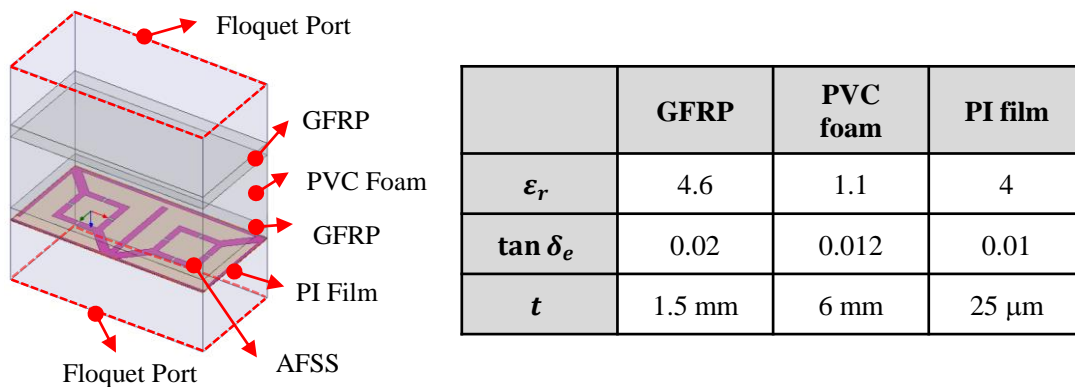 Floquet Port
GFRP
PVC Foam
GFRP
PI Film
AFSS
Floquet Port
GFRP PVC foam PI film
εr 4.6 1.1 4
tan δe 0.02 0.012 0.01
t 1.5 mm 6 mm 25 μm